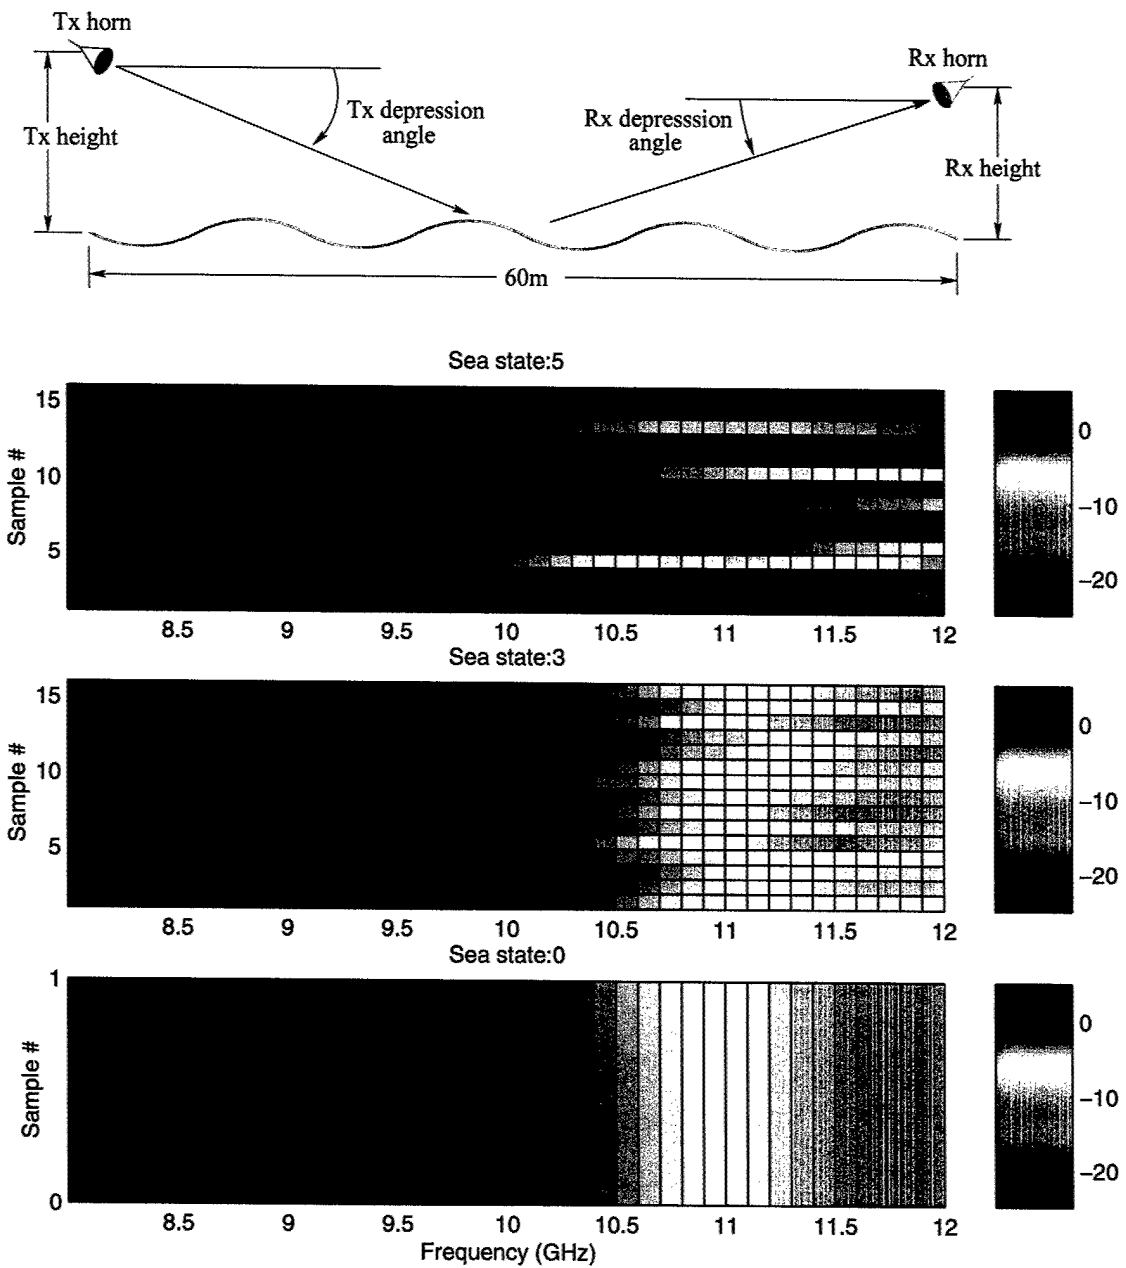 Tx horn
Rx horn
Tx depression
angle
Rx depresssion
angle
Tx height
Rx height
60m
Sea state:5
15
10
5
Sample #
0
−10
−20
8.5 9 9.5 10 10.5 11 11.5 12
Sea state:3
15
10
5
Sample #
0
−10
−20
8.5 9 9.5 10 10.5 11 11.5 12
Sea state:0
1
0
Sample #
0
−10
−20
8.5 9 9.5 10 10.5 11 11.5 12
Frequency (GHz)